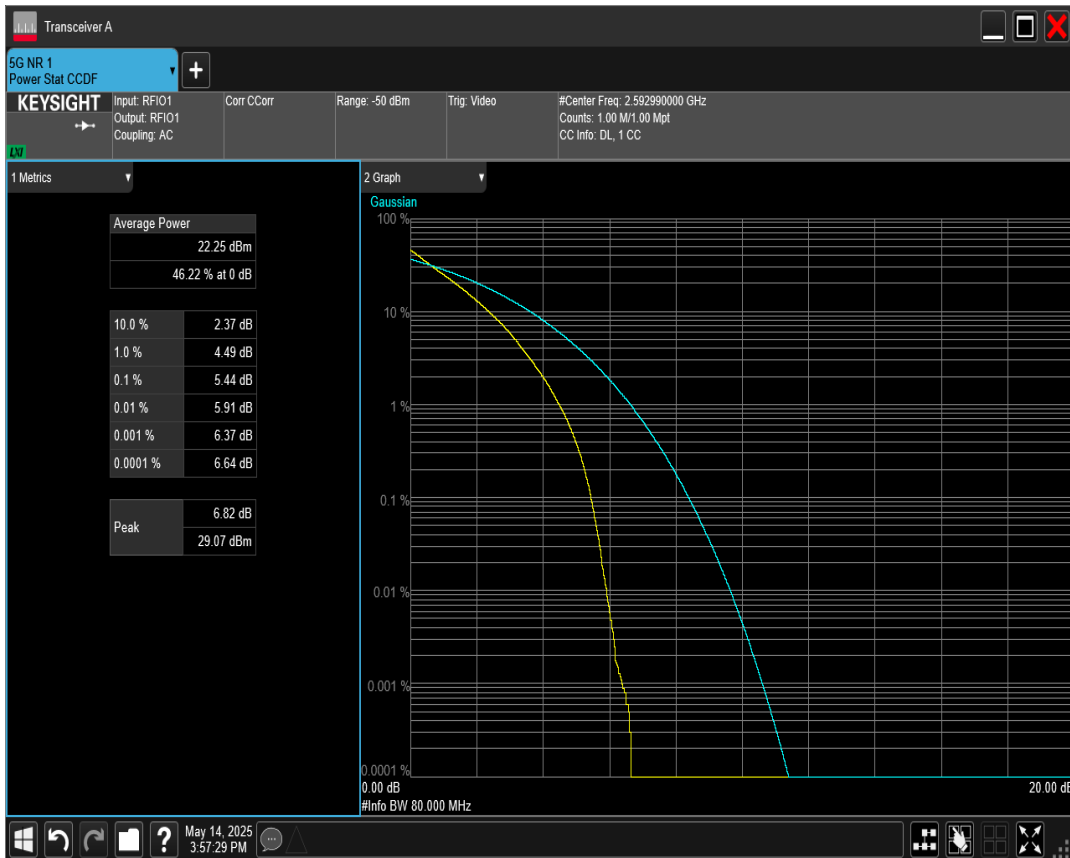 Transceiver A
5G NR 1
Power Stat CCDF
+
KEYSIGHT
LXI
Input: RFIO1
Output: RFIO1
Coupling: AC
Corr CCorr
Range: -50 dBm
Trig: Video
#Center Freq: 2.592990000 GHz
Counts: 1.00 M/1.00 Mpt
CC Info: DL, 1 CC
1 Metrics
Average Power
22.25 dBm
46.22 % at 0 dB
10.0 % 2.37 dB
1.0 % 4.49 dB
0.1 % 5.44 dB
0.01 % 5.91 dB
0.001 % 6.37 dB
0.0001 % 6.64 dB
Peak
6.82 dB
29.07 dBm
2 Graph
Gaussian
100 %
10 %
1 %
0.1 %
0.01 %
0.001 %
0.0001 %
0.00 dB 20.00 dB
#Info BW 80.000 MHz
?
May 14, 2025
3:57:29 PM